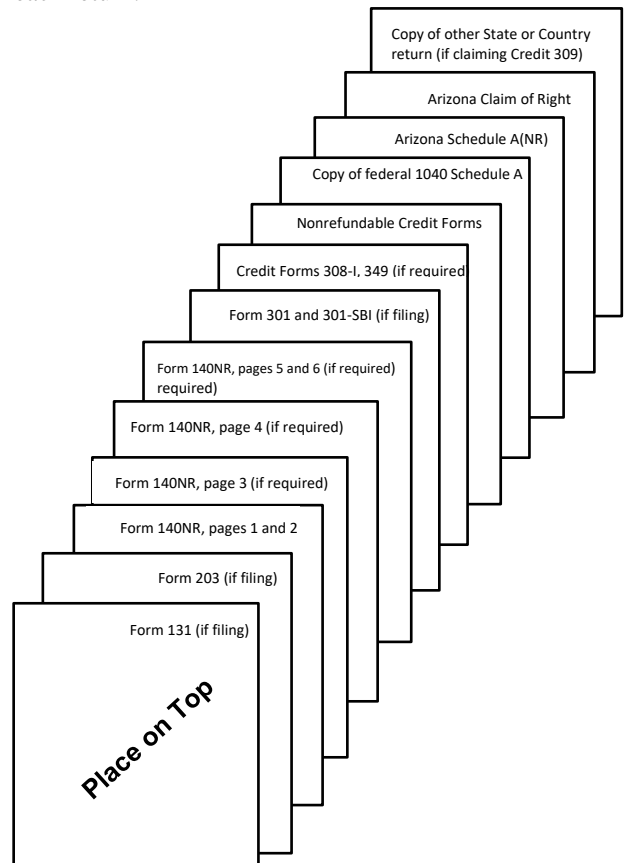 Copy of other State or Country
return (if claiming Credit 309)
Arizona Claim of Right
Arizona Schedule A(NR)
Copy of federal 1040 Schedule A
Nonrefundable Credit Forms
Credit Forms 308-I, 349 (if required
Form 301 and 301-SBI (if filing)
Form 140NR, pages 5 and 6 (if required)
required)
Form 140NR, page 4 (if required)
Form 140NR, page 3 (if required)
Form 140NR, pages 1 and 2
Form 203 (if filing)
Form 131 (if filing)
Place on Top